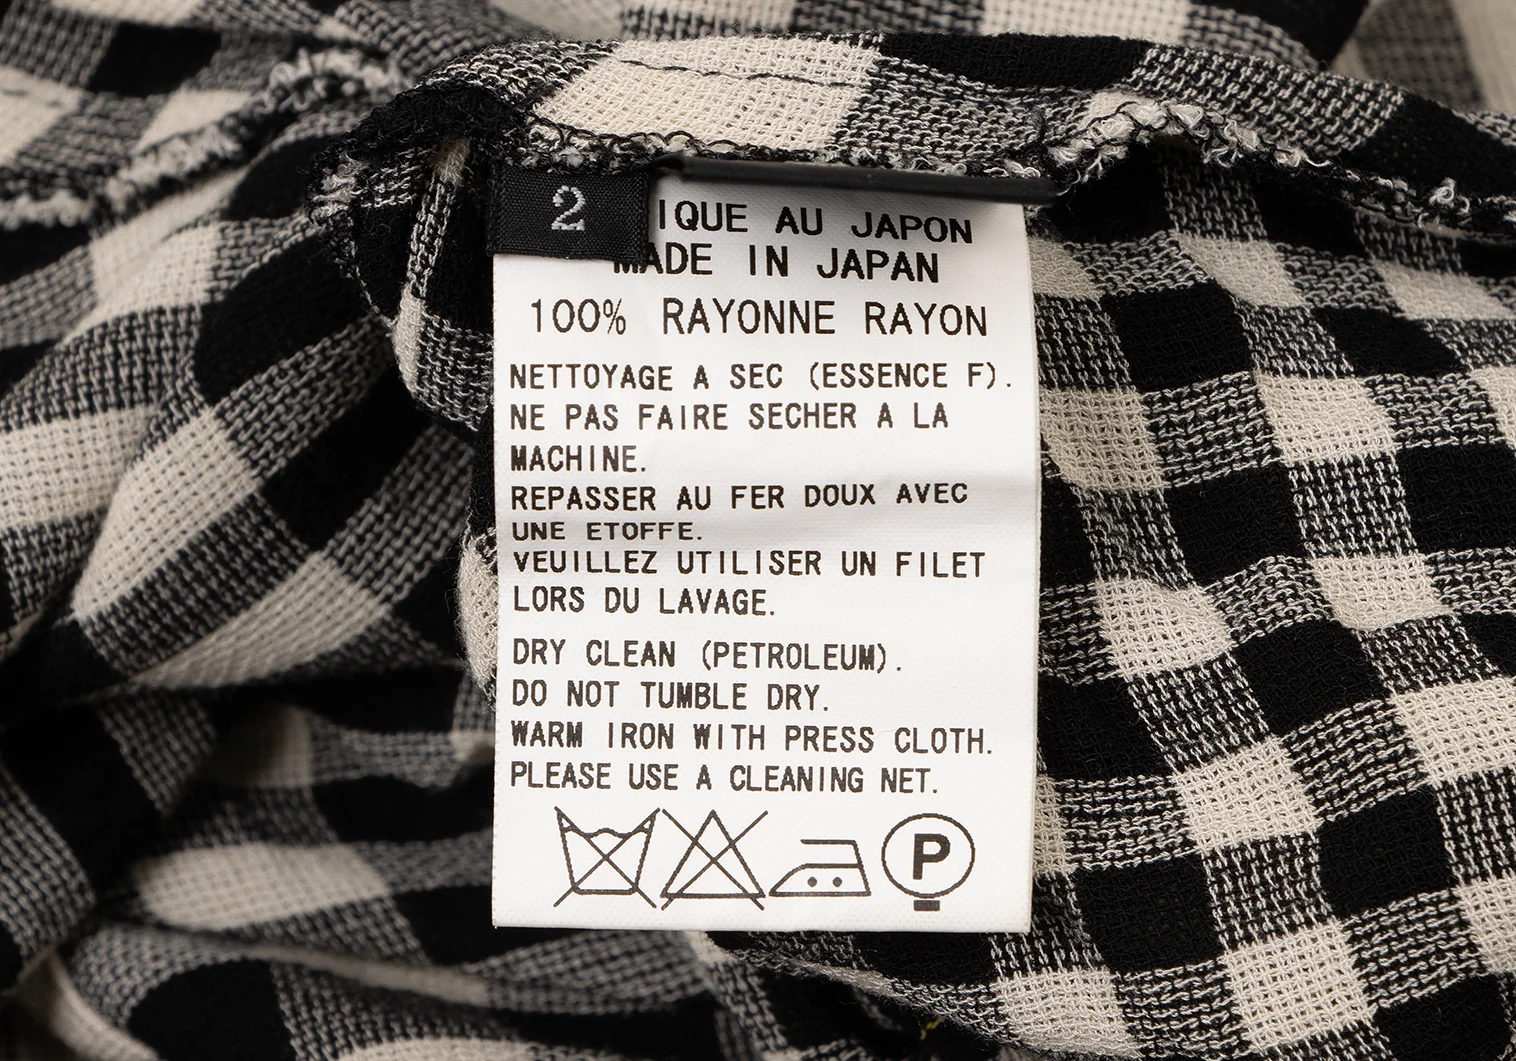 2
IQUE AU JAPON
MADE IN JAPAN
100% RAYONNE RAYON
NETTOYAGE A SEC (ESSENCE F).
NE PAS FAIRE SECHER A LA
MACHINE.
REPASSER AU FER DOUX AVEC
UNE ETOFFE.
VEUILLEZ UTILISER UN FILET
LORS DU LAVAGE.
DRY CLEAN (PETROLEUM).
DO NOT TUMBLE DRY.
WARM IRON WITH PRESS CLOTH.
PLEASE USE A CLEANING NET.
P